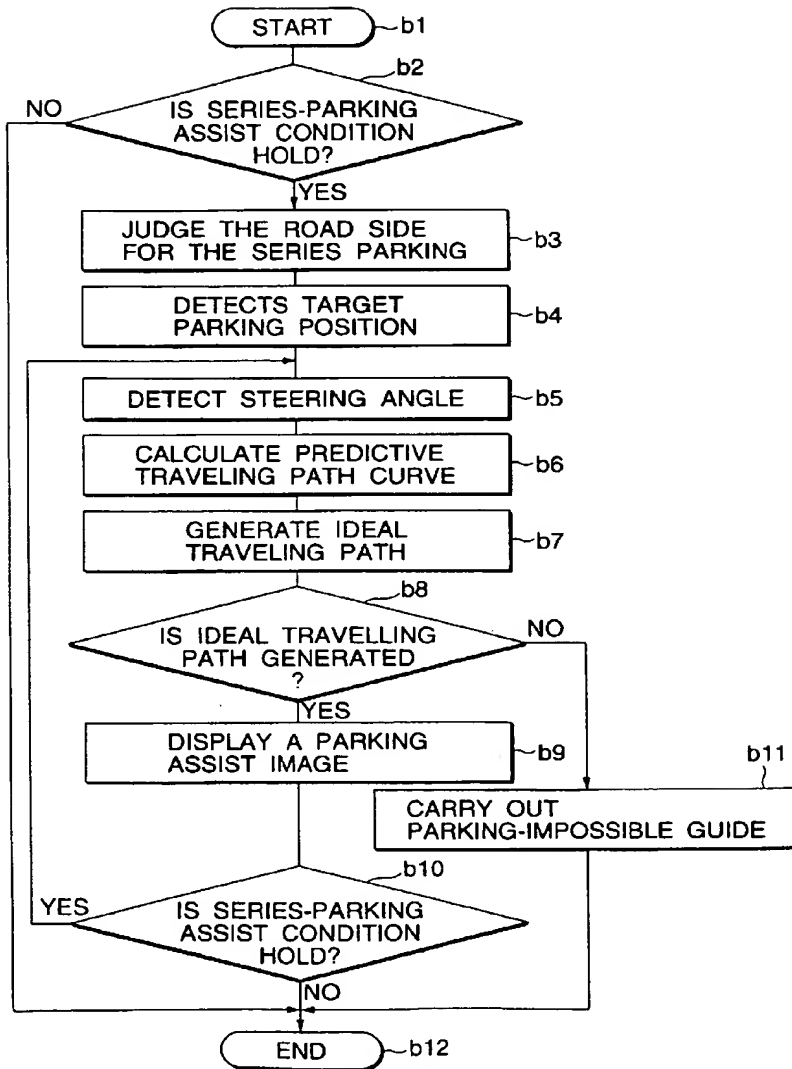 START
b1
b2
NO
IS SERIES-PARKING
ASSIST CONDITION
HOLD?
YES
JUDGE THE ROAD SIDE
FOR THE SERIES PARKING
b3
DETECTS TARGET
PARKING POSITION
b4
DETECT STEERING ANGLE
b5
CALCULATE PREDICTIVE
TRAVELING PATH CURVE
b6
GENERATE IDEAL
TRAVELING PATH
b7
b8
NO
IS IDEAL TRAVELLING
PATH GENERATED
?
YES
DISPLAY A PARKING
ASSIST IMAGE
b9
b11
CARRY OUT
PARKING-IMPOSSIBLE GUIDE
b10
YES
IS SERIES-PARKING
ASSIST CONDITION
HOLD?
NO
END
b12